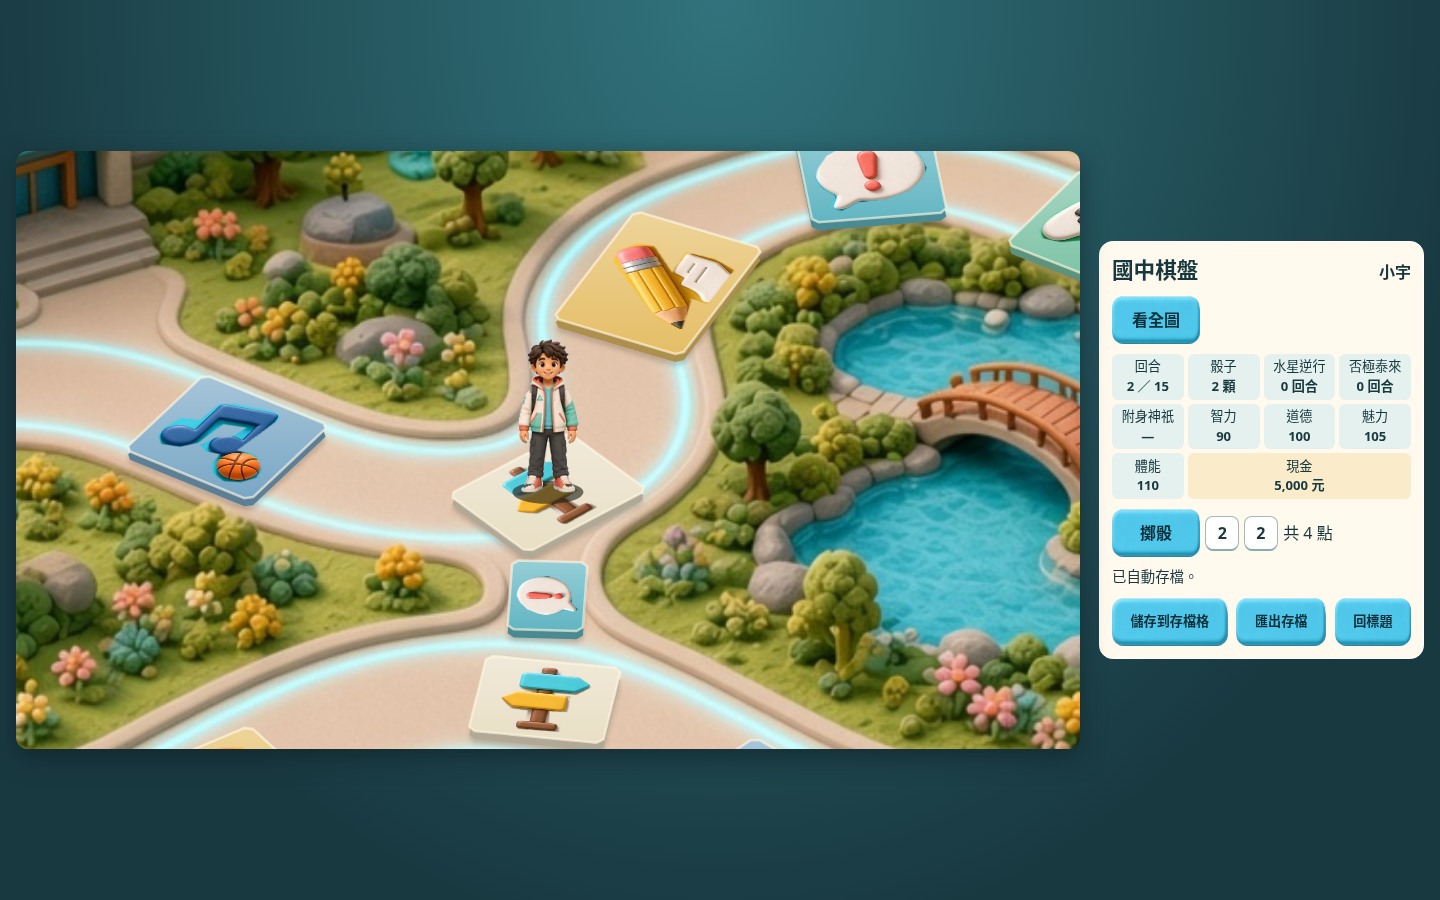 國中棋盤
小宇
看全圖
回合
2 ／ 15
骰子
2 顆
水星逆行
0 回合
否極泰來
0 回合
附身神祇
—
智力
90
道德
100
魅力
105
體能
110
現金
5,000 元
擲骰
2
2
共 4 點
已自動存檔。
儲存到存檔格
匯出存檔
回標題